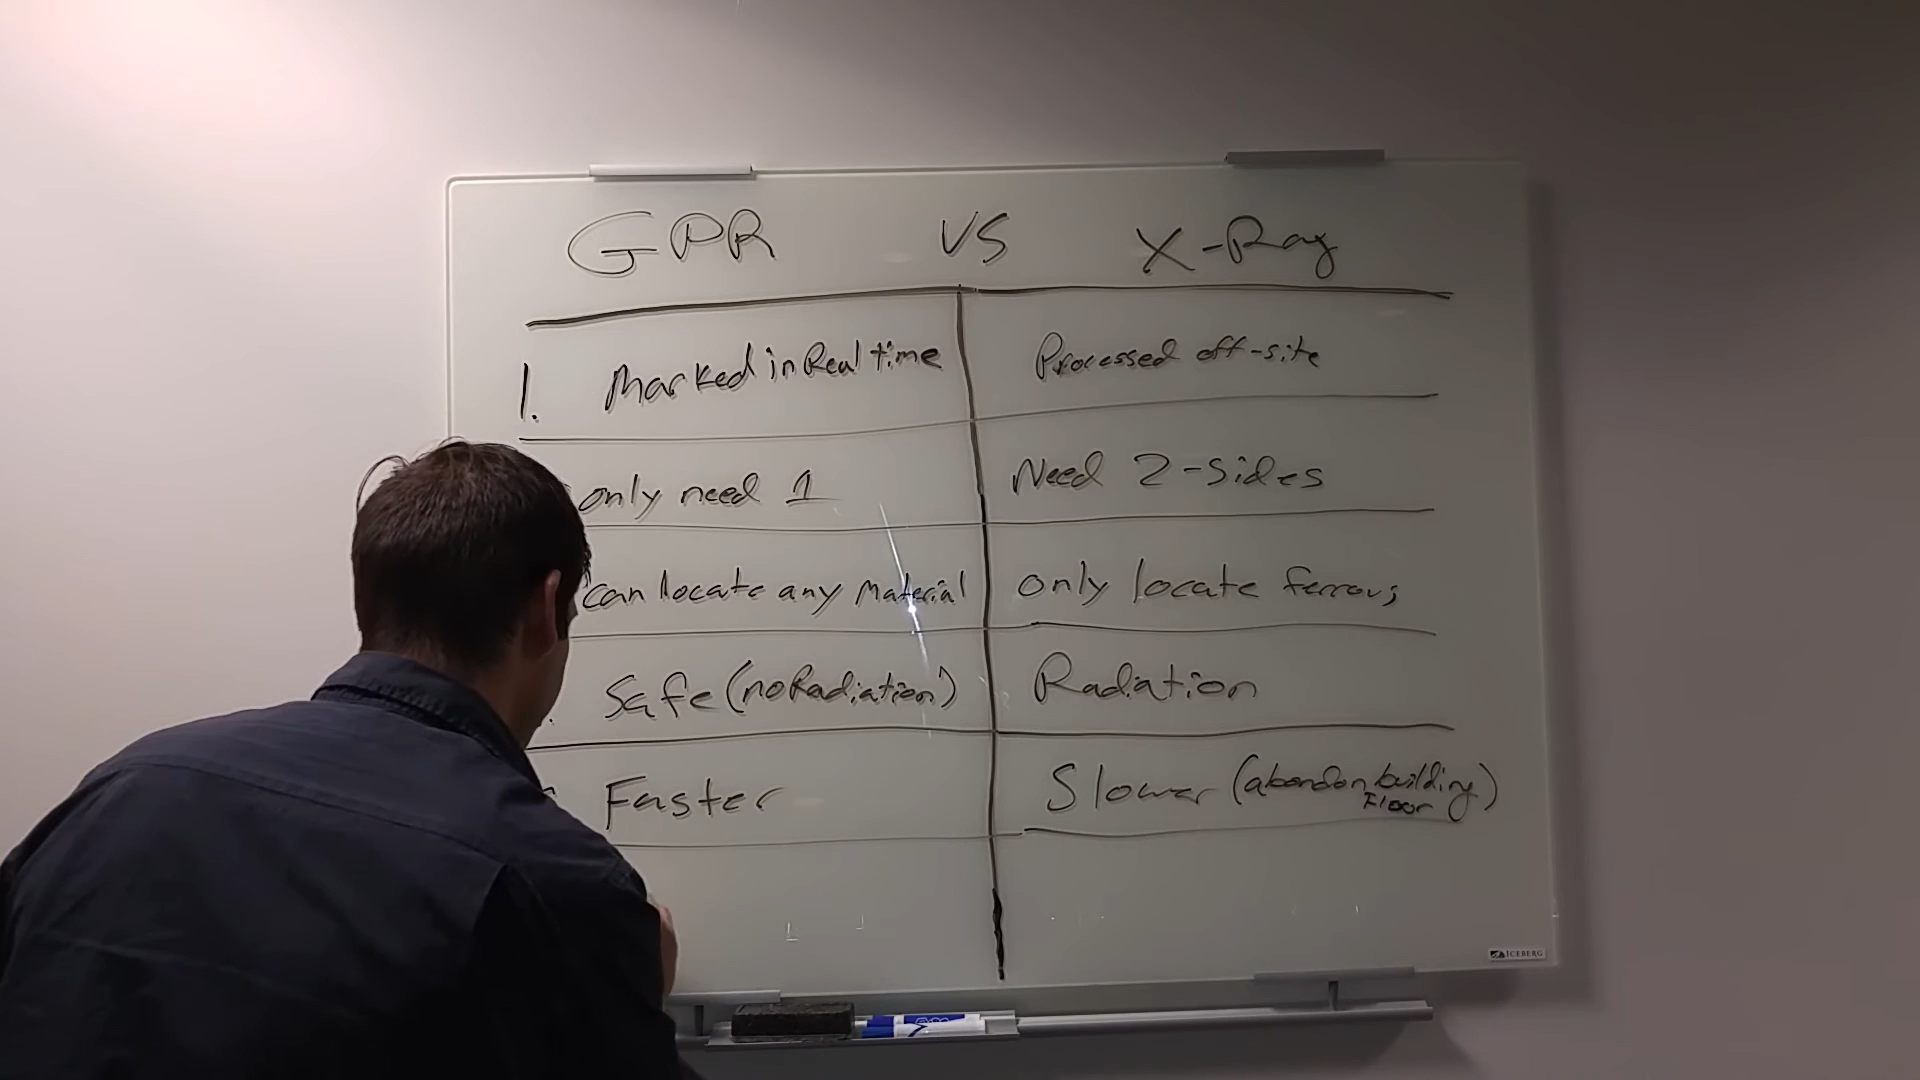 GPR VS X-Ray
1. Marked in Real time
Processed off-site
only need 1
Need 2-sides
can locate any Material
only locate ferrous
Safe (no Radiation)
Radiation
Faster
Slower (abandon building
Floor)
ICEBERG